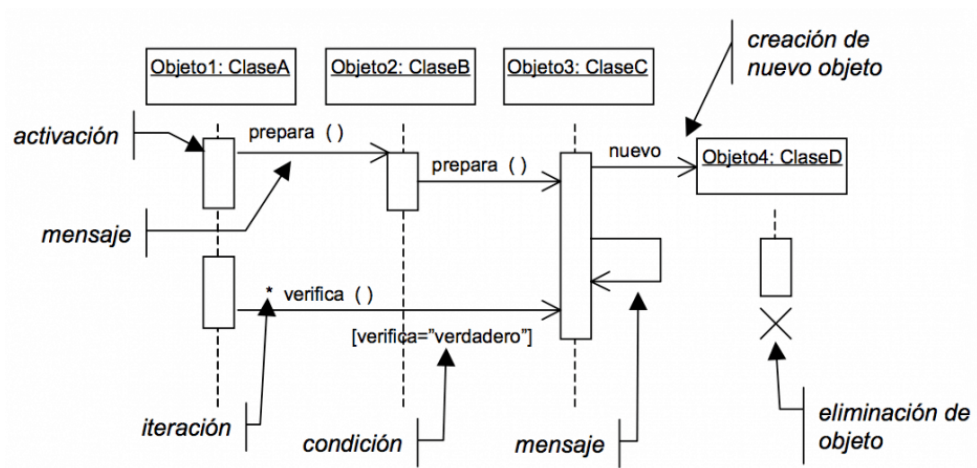 creación de
nuevo objeto
Objeto1: ClaseA
Objeto2: ClaseB
Objeto3: ClaseC
activación
prepara ( )
nuevo
Objeto4: ClaseD
prepara ( )
mensaje
* verifica ( )
[verifica=”verdadero”]
iteración
condición
mensaje
eliminación de
objeto